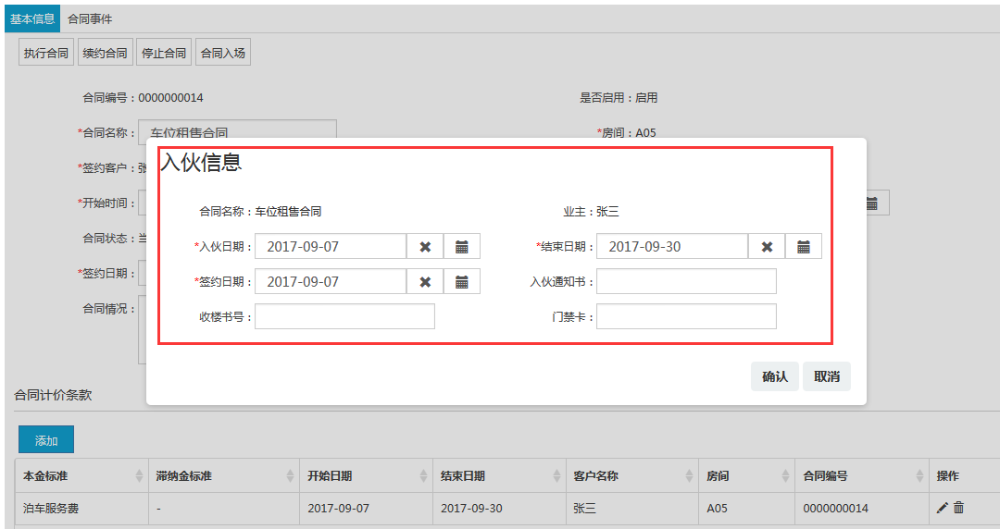 基本信息 合同事件
执行合同 续约合同 停止合同 合同入场
合同编号：0000000014 是否启用：启用
*合同名称： 车位租售合同 *房间：A05
*签约客户：张
*开始时间：
合同状态：当
*签约日期：
合同情况：
入伙信息
合同名称：车位租售合同 业主：张三
*入伙日期： 2017-09-07 *结束日期： 2017-09-30
*签约日期： 2017-09-07 入伙通知书：
收楼书号： 门禁卡：
确认 取消
合同计价条款
添加
本金标准 滞纳金标准 开始日期 结束日期 客户名称 房间 合同编号 操作
泊车服务费 - 2017-09-07 2017-09-30 张三 A05 0000000014